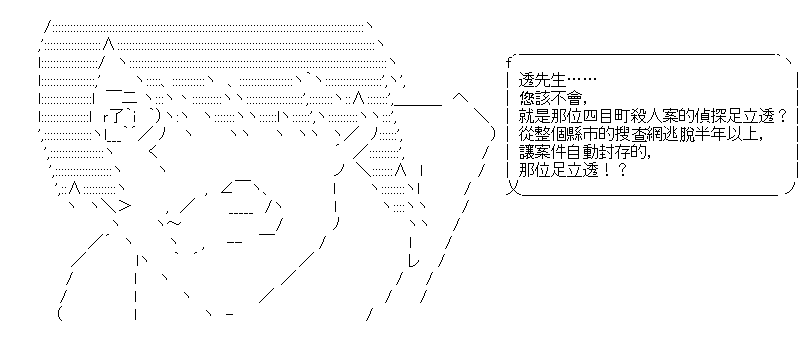 透先生……
您該不會，
就是那位四目町殺人案的偵探足立透？
從整個縣市的搜查網逃脫半年以上，
讓案件自動封存的，
那位足立透！？